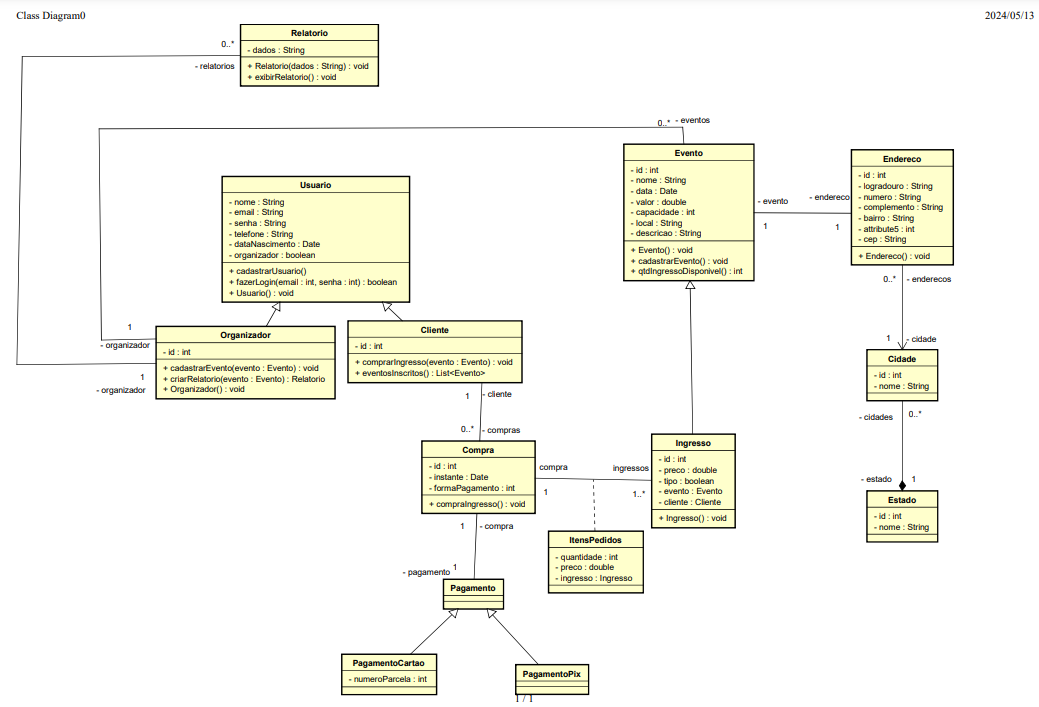 Class Diagram0
2024/05/13
Relatorio
- dados : String
+ Relatorio(dados : String) : void
+ exibirRelatorio() : void
0..*
- relatorios
0..*
- eventos
Usuario
- nome : String
- email : String
- senha : String
- telefone : String
- dataNascimento : Date
- organizador : boolean
+ cadastrarUsuario()
+ fazerLogin(email : int, senha : int) : boolean
+ Usuario() : void
Evento
- id : int
- nome : String
- data : Date
- valor : double
- capacidade : int
- local : String
- descricao : String
+ Evento() : void
+ cadastrarEvento() : void
+ qtdIngressoDisponivel() : int
- evento
1
- endereco
1
Endereco
- id : int
- logradouro : String
- numero : String
- complemento : String
- bairro : String
- attribute5 : int
- cep : String
+ Endereco() : void
0..*
- enderecos
1
- cidade
1
- organizador
1
- organizador
Organizador
- id : int
+ cadastrarEvento(evento : Evento) : void
+ criarRelatorio(evento : Evento) : Relatorio
+ Organizador() : void
Cliente
- id : int
+ comprarIngresso(evento : Evento) : void
+ eventosInscritos() : List<Evento>
1
- cliente
0..*
- compras
Cidade
- id : int
- nome : String
- cidades
0..*
- estado
1
Estado
- id : int
- nome : String
Compra
- id : int
- instante : Date
- formaPagamento : int
+ compraIngresso() : void
compra
1
ingressos
1..*
Ingresso
- id : int
- preco : double
- tipo : boolean
- evento : Evento
- cliente : Cliente
+ Ingresso() : void
ItensPedidos
- quantidade : int
- preco : double
- ingresso : Ingresso
1
- compra
- pagamento
1
Pagamento
PagamentoCartao
- numeroParcela : int
PagamentoPix
1 / 1